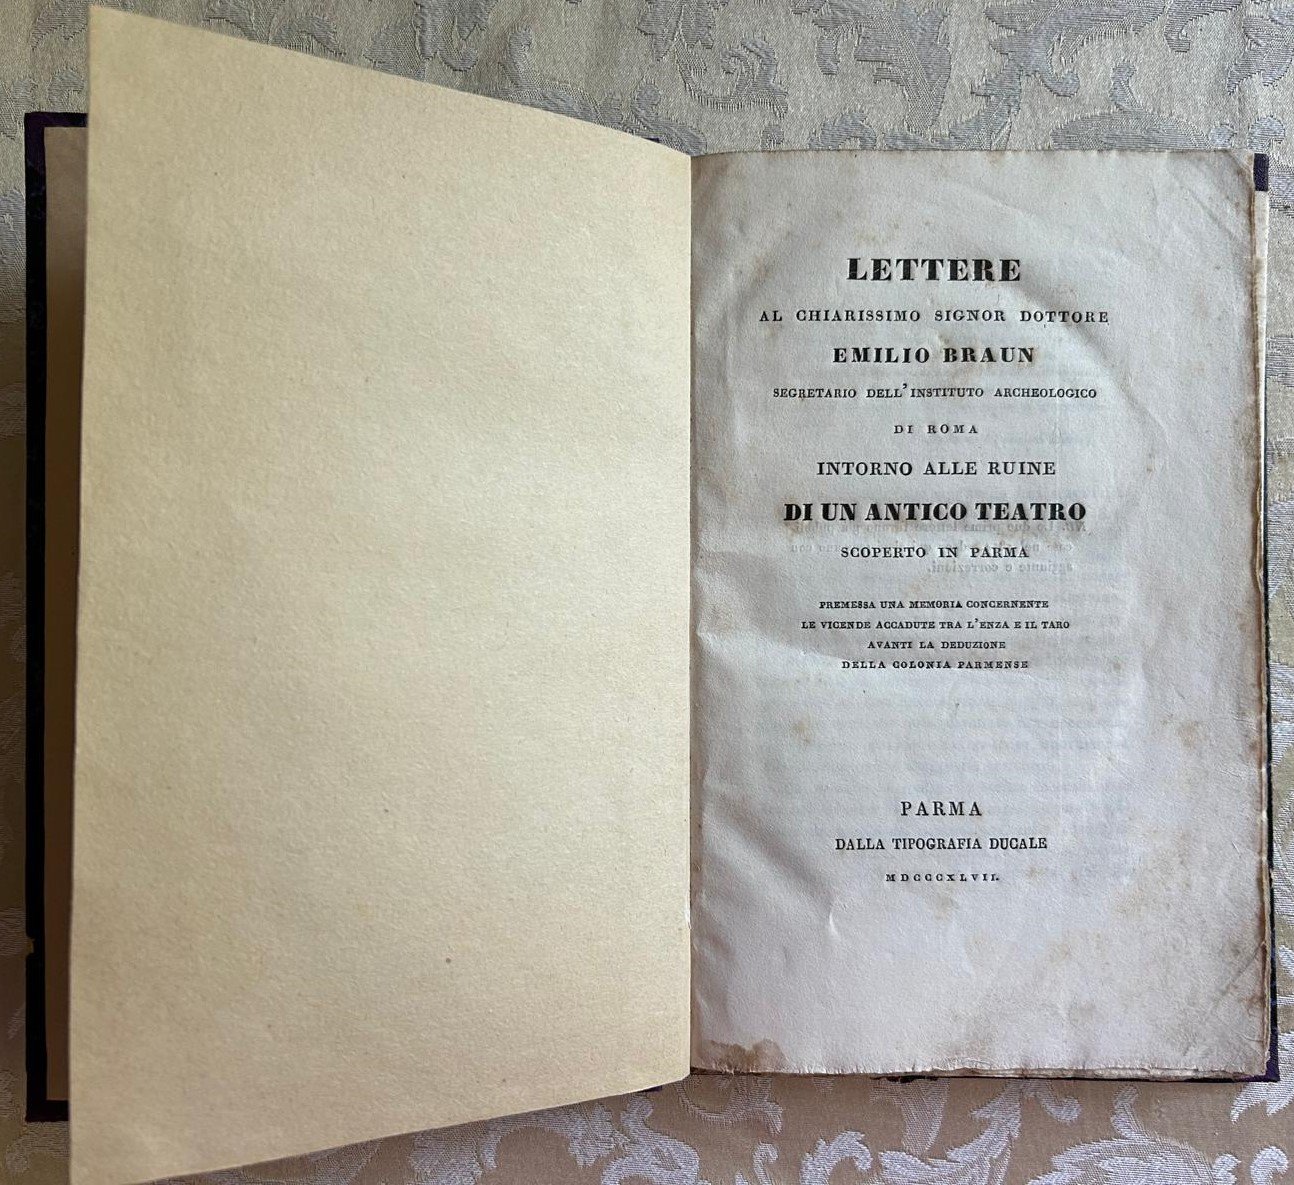 LETTERE
AL CHIARISSIMO SIGNOR DOTTORE
EMILIO BRAUN
SEGRETARIO DELL'INSTITUTO ARCHEOLOGICO
DI ROMA
INTORNO ALLE RUINE
DI UN ANTICO TEATRO
SCOPERTO IN PARMA
PREMESSA UNA MEMORIA CONCERNENTE
LE VICENDE ACCADUTE TRA L'ENZA E IL TARO
AVANTI LA DEDUZIONE
DELLA COLONIA PARMENSE
PARMA
DALLA TIPOGRAFIA DUCALE
MDCCCXLVII.